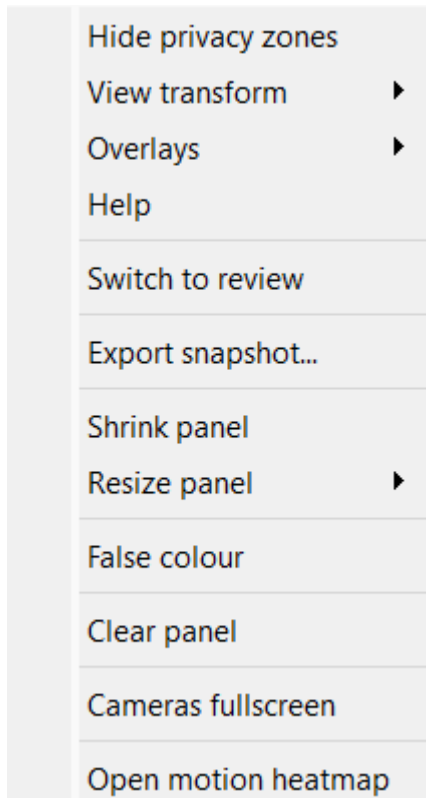 Hide privacy zones
View transform
Overlays
Help
Switch to review
Export snapshot...
Shrink panel
Resize panel
False colour
Clear panel
Cameras fullscreen
Open motion heatmap